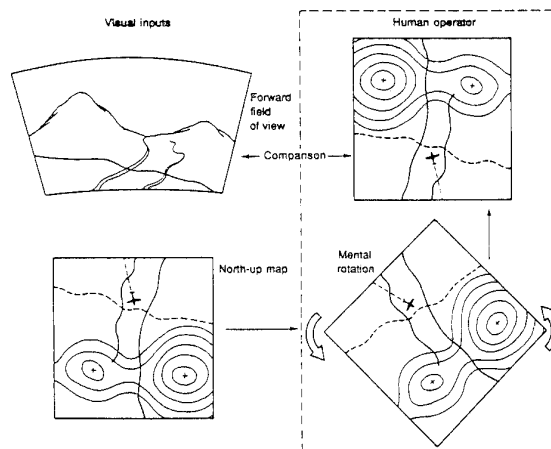 Visual inputs
Human operator
Forward
field
of view
Comparison
North-up map
Mental
rotation